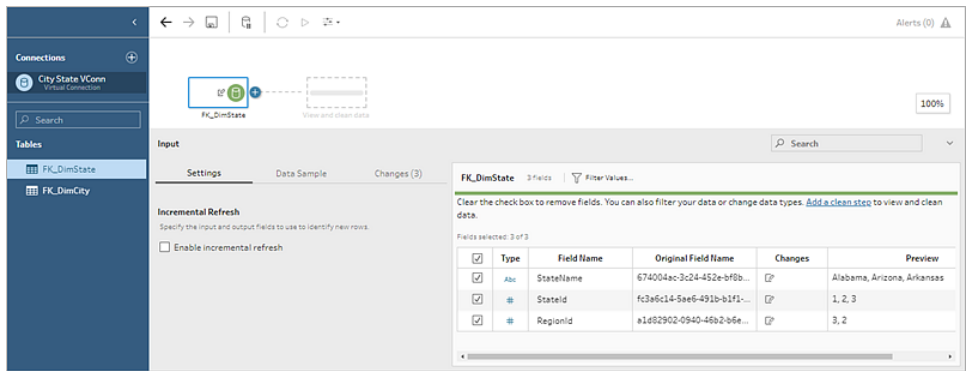 Alerts (0)
Connections
City State VConn
Virtual Connection
Search
Tables
FK_DimState
FK_DimCity
FK_DimState
View and clean data
100%
Input
Search
Settings
Data Sample
Changes (3)
Incremental Refresh
Specify the input and output fields to use to identify new rows.
Enable incremental refresh
FK_DimState 3 fields Filter Values...
Clear the check box to remove fields. You can also filter your data or change data types. Add a clean step to view and clean
data.
Fields selected: 3 of 3
Type Field Name Original Field Name Changes Preview
Abc StateName 674004ac-3c24-452e-bf8b... Alabama, Arizona, Arkansas
# StateId fc3a6c14-5ae6-491b-b1f1-... 1, 2, 3
# RegionId a1d82902-0940-46b2-b6e... 3, 2